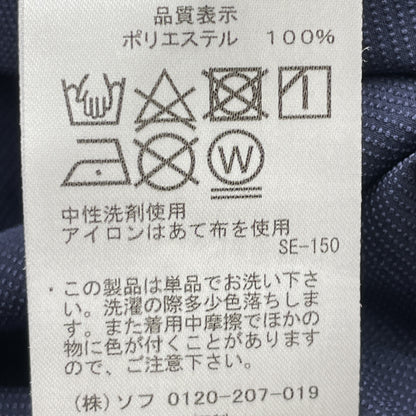 品質表示
ポリエステル 100%
W
中性洗剤使用
アイロンはあて布を使用
SE-150
・この製品は単品でお洗い下さ
い。洗濯の際多少色落ちしま
す。また着用中摩擦でほかの
物に色が付くことがあります
ので、ご注意下さい。
(株)ソフ 0120-207-019